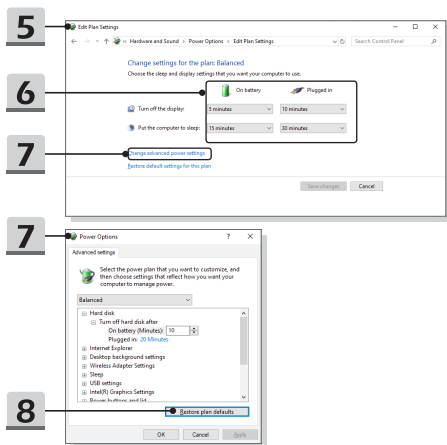 5
Edit Plan Settings
Hardware and Sound > Power Options > Edit Plan Settings
Search Control Panel
Change settings for the plan: Balanced
Choose the sleep and display settings that you want your computer to use.
6
On battery Plugged in
Turn off the display: 5 minutes 10 minutes
Put the computer to sleep: 15 minutes 30 minutes
7
Change advanced power settings
Restore default settings for this plan
Save changes Cancel
7
Power Options ? ×
Advanced settings
Select the power plan that you want to customize, and
then choose settings that reflect how you want your
computer to manage power.
Balanced
Hard disk
Turn off hard disk after
On battery (Minutes): 10
Plugged in: 20 Minutes
Internet Explorer
Desktop background settings
Wireless Adapter Settings
Sleep
USB settings
Intel(R) Graphics Settings
Power buttons and lid
8
Restore plan defaults
OK Cancel Apply